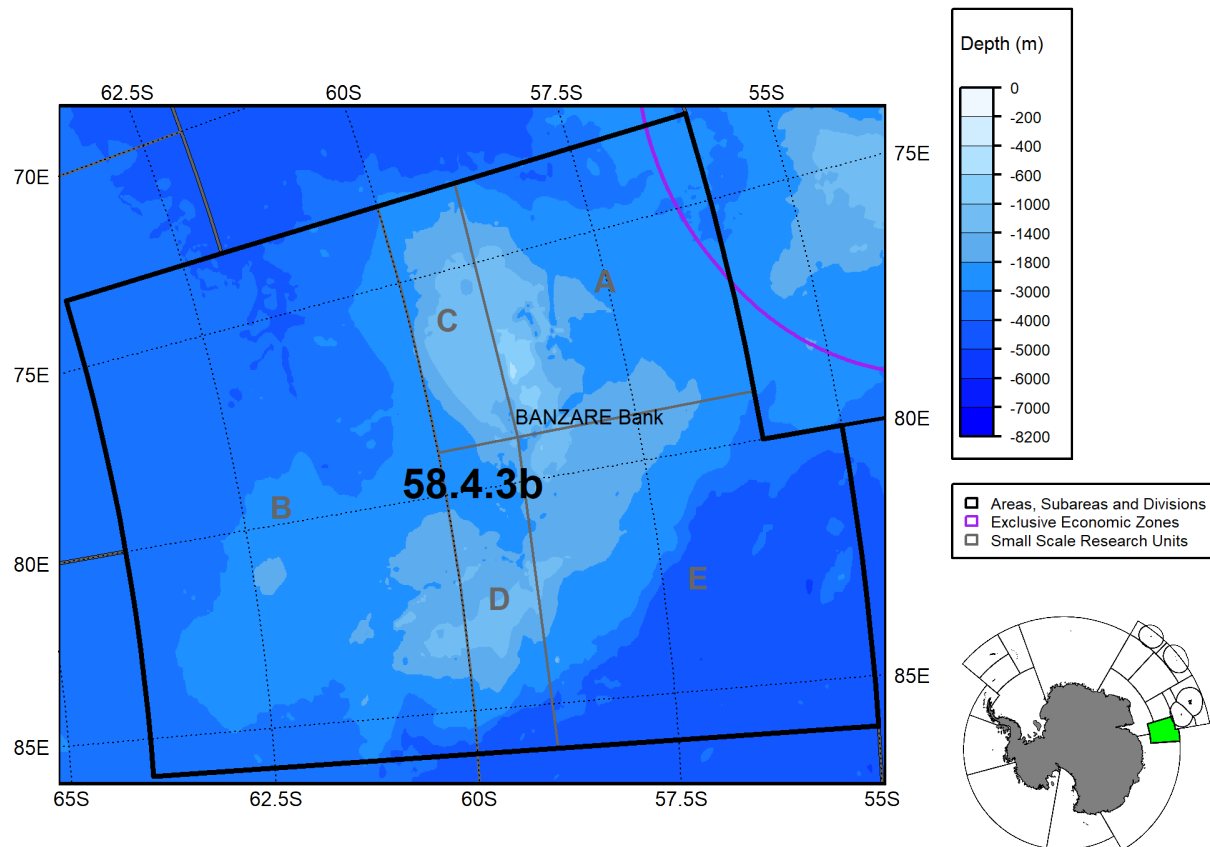 62.5S 60S 57.5S 55S
70E
75E
80E
85E
75E
80E
85E
A
C
BANZARE Bank
58.4.3b
B
D
E
65S 62.5S 60S 57.5S 55S
Depth (m)
0
-200
-400
-600
-1000
-1400
-1800
-3000
-4000
-5000
-6000
-7000
-8200
Areas, Subareas and Divisions
Exclusive Economic Zones
Small Scale Research Units